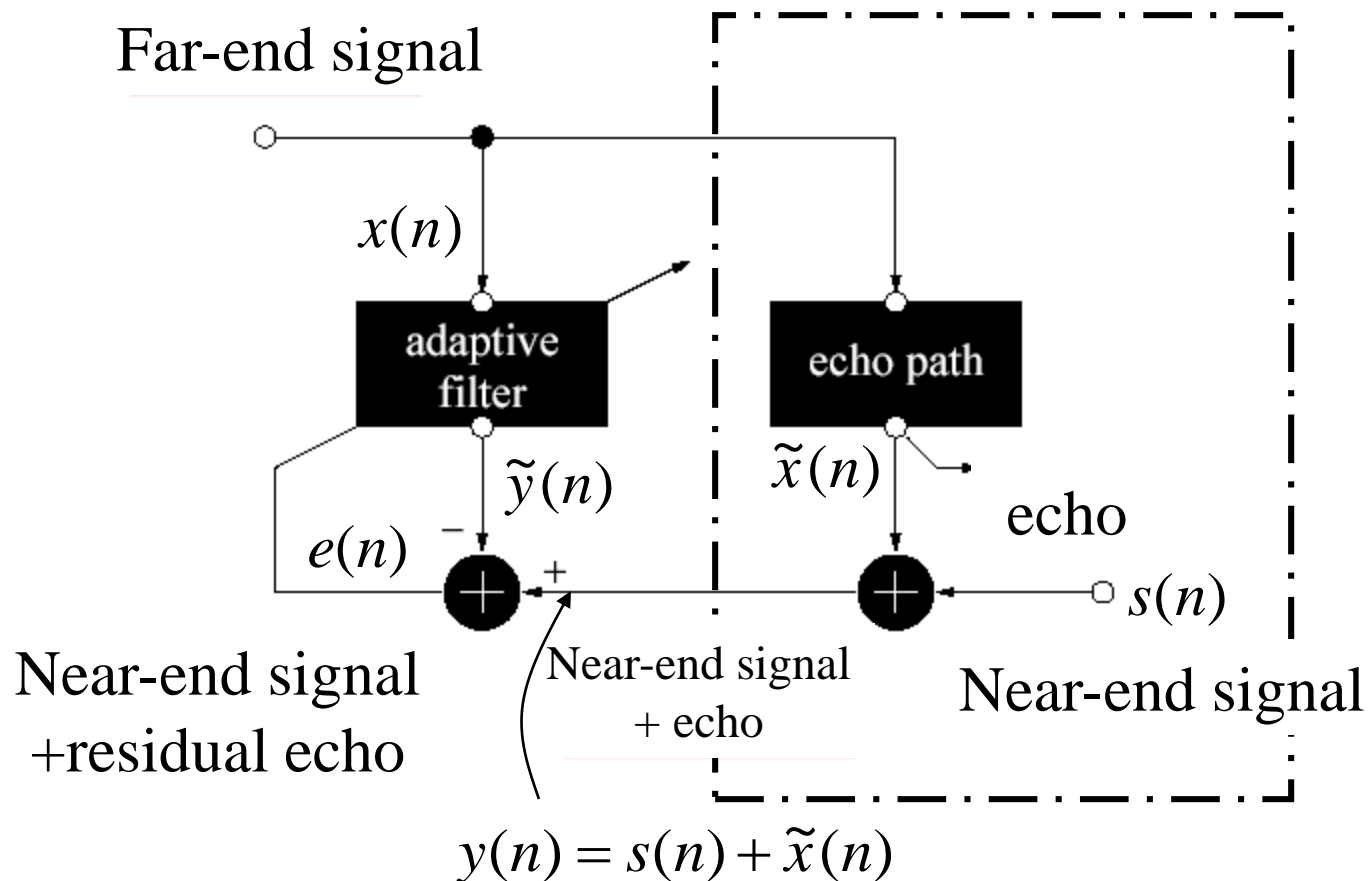 Far-end signal
x(n)
adaptive
filter
echo path
ỹ(n)
x̃(n)
echo
−
e(n)
+
s(n)
Near-end signal
+residual echo
Near-end signal
+ echo
Near-end signal
y(n) = s(n) + x̃(n)